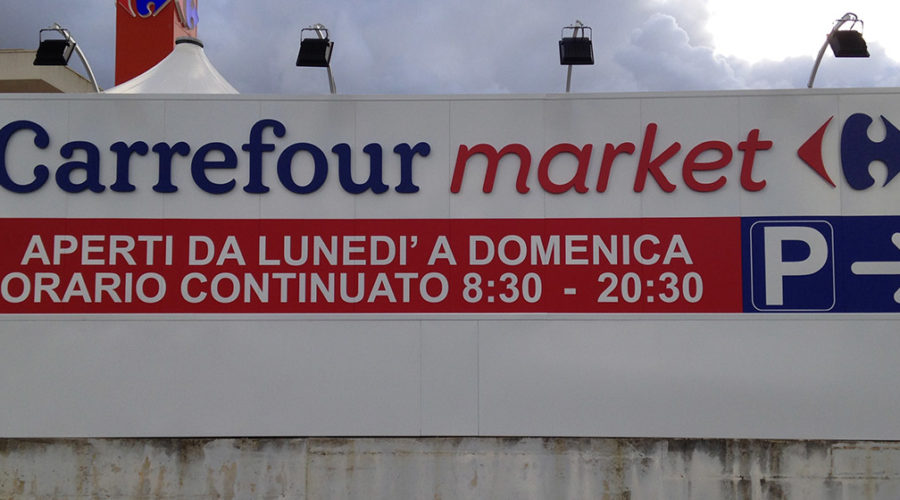 Carrefour market
APERTI DA LUNEDI' A DOMENICA
ORARIO CONTINUATO 8:30 - 20:30
P